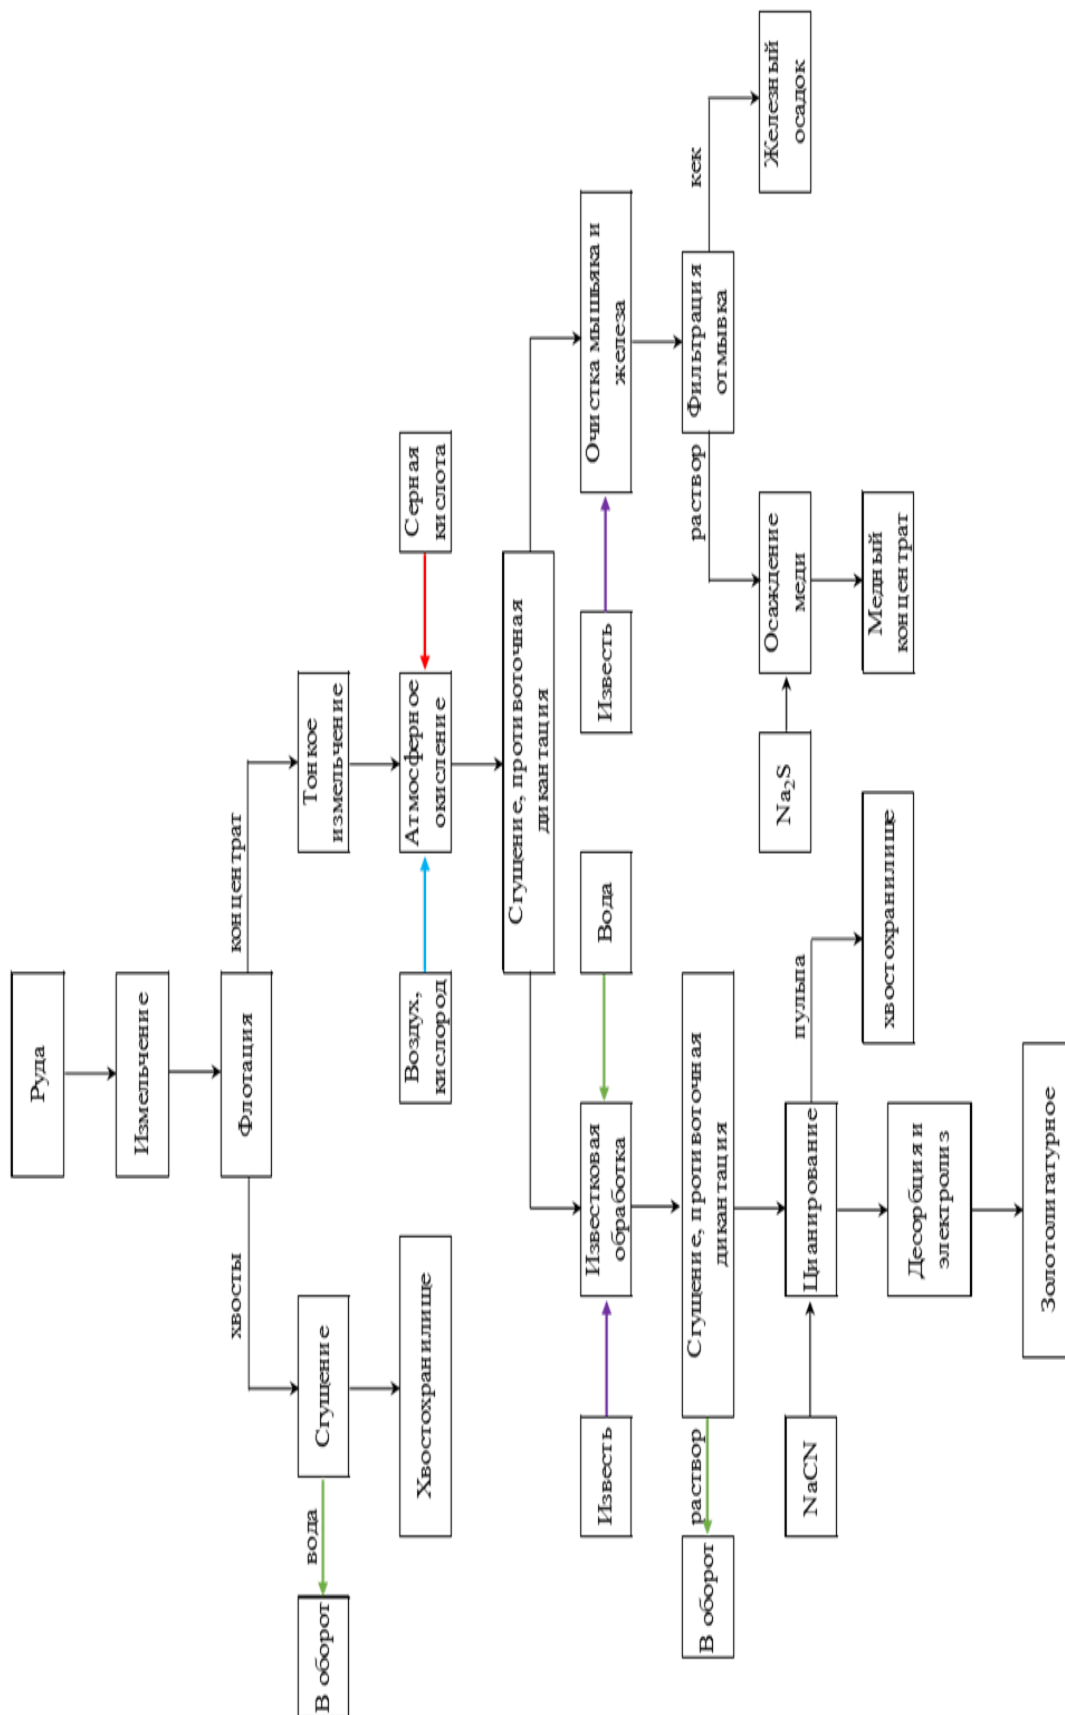 Руда
Измельчение
Флотация
хвосты
концентрат
В оборот
вода
Сгущение
Тонкое
измельчение
Хвостохранилище
Воздух,
кислород
Атмосферное
окисление
Серная
кислота
Сгущение, противоточная
дикантация
Известь
Известковая
обработка
Вода
Известь
Очистка мышьяка и
железа
В оборот
раствор
Сгущение, противоточная
дикантация
раствор
Фильтрация
отмывка
кек
NaCN
Цианирование
пульпа
Na₂S
Осаждение
меди
Железный
осадок
Десорбция и
электролиз
хвостохранилище
Медный
концентрат
Золотолигатурное